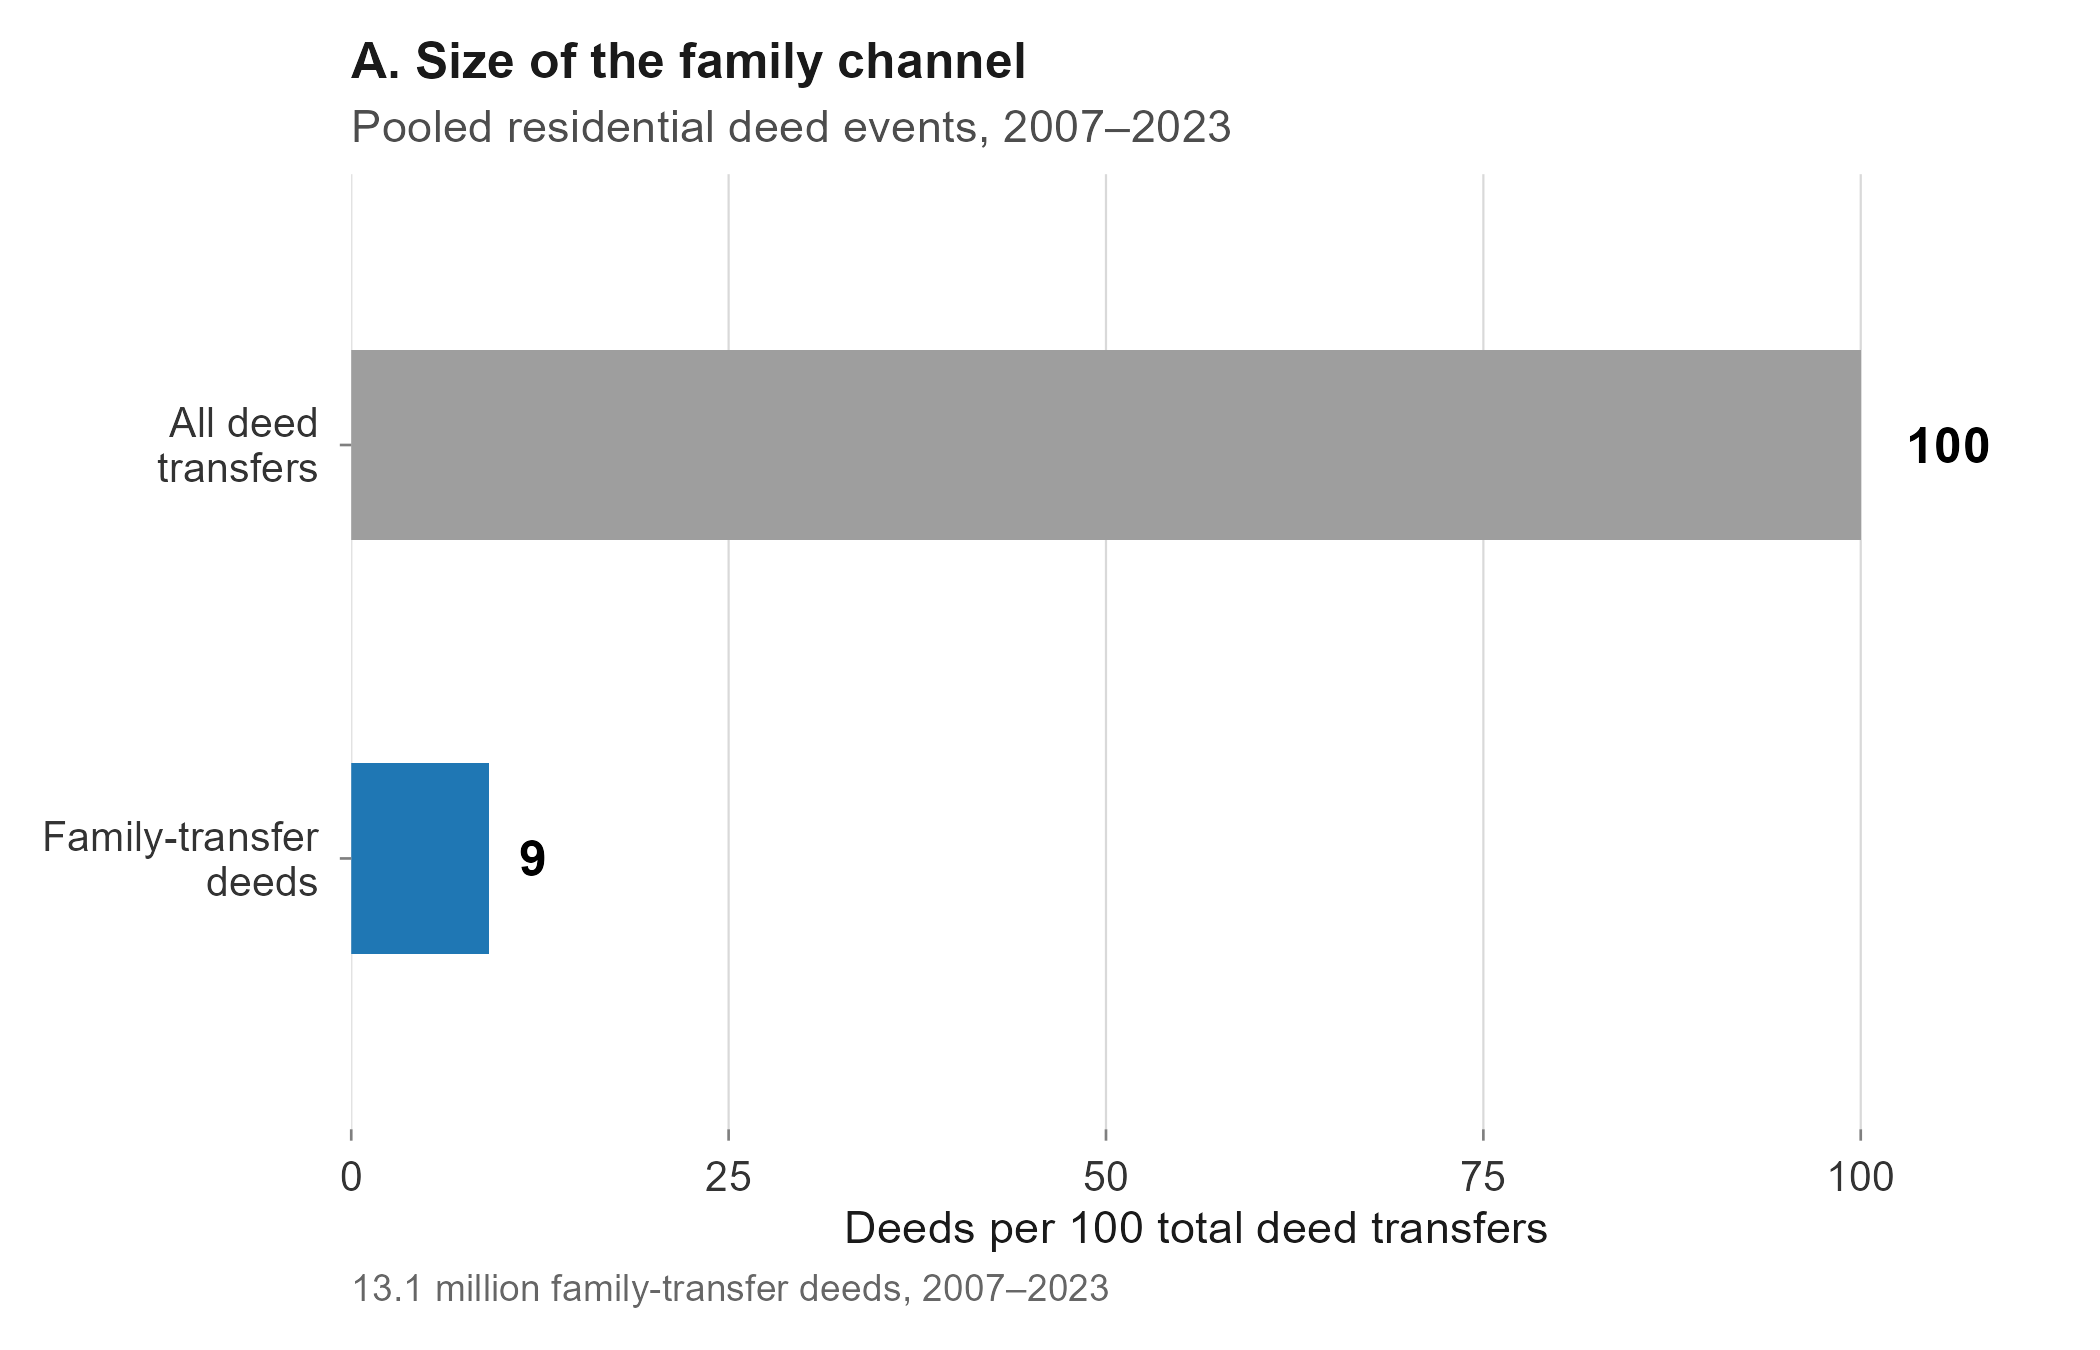 A. Size of the family channel
Pooled residential deed events, 2007–2023
All deed
transfers
100
Family-transfer
deeds
9
0 25 50 75 100
Deeds per 100 total deed transfers
13.1 million family-transfer deeds, 2007–2023